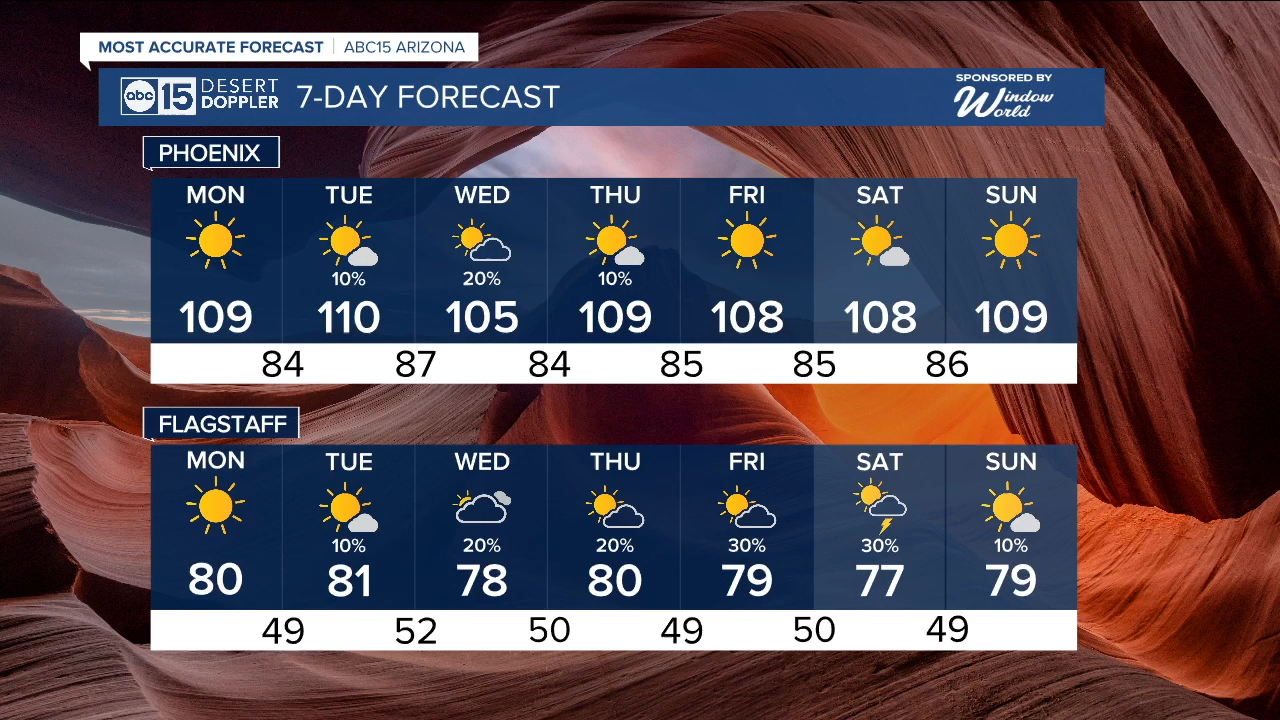 MOST ACCURATE FORECAST | ABC15 ARIZONA
abc 15 DESERT DOPPLER 7-DAY FORECAST
SPONSORED BY
Window World
PHOENIX
MON TUE WED THU FRI SAT SUN
10% 20% 10%
109 110 105 109 108 108 109
84 87 84 85 85 86
FLAGSTAFF
MON TUE WED THU FRI SAT SUN
10% 20% 20% 30% 30% 10%
80 81 78 80 79 77 79
49 52 50 49 50 49